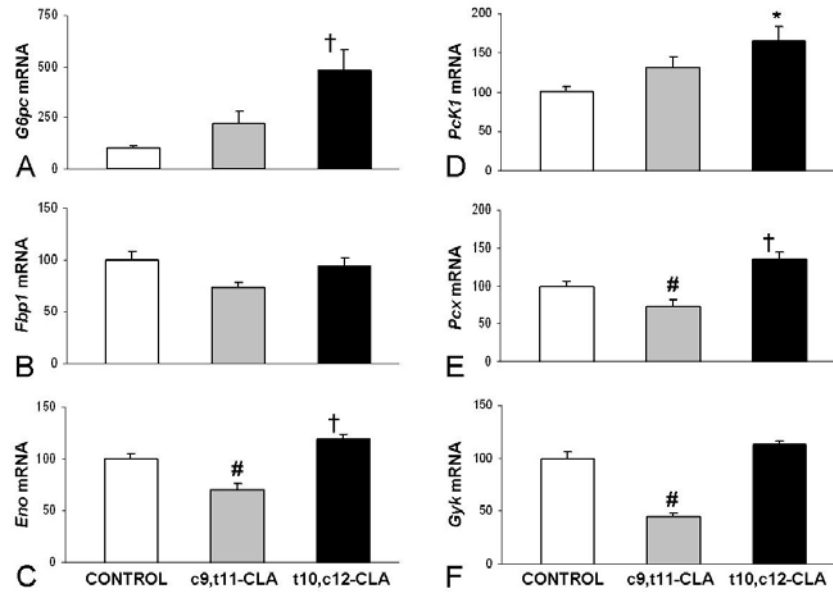 750
500
250
0
G6pc mRNA
†
A
150
100
50
0
Fbp1 mRNA
B
150
100
50
0
Eno mRNA
#
†
C
CONTROL c9,t11-CLA t10,c12-CLA
200
150
100
50
0
PcK1 mRNA
*
D
200
150
100
50
0
Pcx mRNA
#
†
E
150
100
50
0
Gyk mRNA
#
F
CONTROL c9,t11-CLA t10,c12-CLA